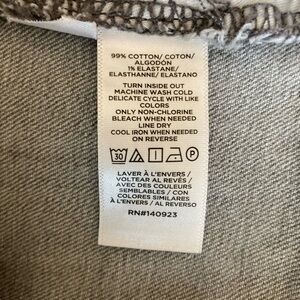 99% COTTON/ COTON/
ALGODON
1% ELASTANE/
ELASTHANNE/ ELASTANO
TURN INSIDE OUT
MACHINE WASH COLD
DELICATE CYCLE WITH LIKE
COLORS
ONLY NON-CHLORINE
BLEACH WHEN NEEDED
LINE DRY
COOL IRON WHEN NEEDED
ON REVERSE
30 P
LAVER À L'ENVERS /
VOLTEAR AL REVÉS /
AVEC DES COULEURS
SEMBLABLES / CON
COLORES SIMILARES
À L'ENVERS / AL REVERSO
RN#140923